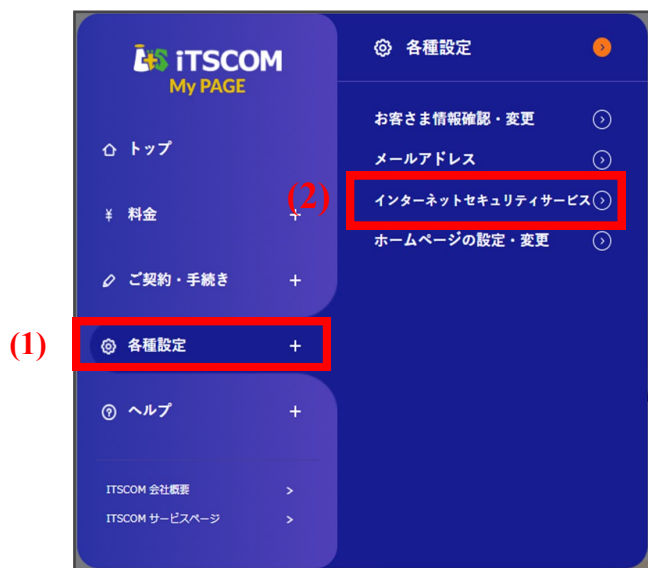 iTSCOM
My PAGE
トップ
¥ 料金 +
ご契約・手続き +
(1)
各種設定 +
ヘルプ +
ITSCOM 会社概要 >
ITSCOM サービスページ >
各種設定
お客さま情報確認・変更
メールアドレス
(2)
インターネットセキュリティサービス
ホームページの設定・変更